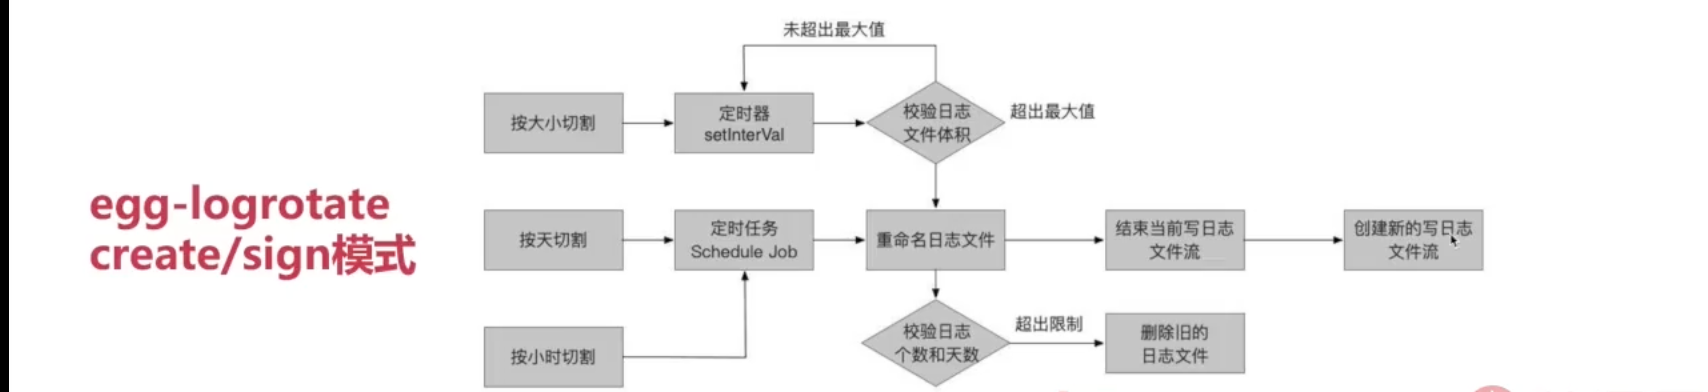 未超出最大值
按大小切割
定时器
setInterVal
校验日志
文件体积
超出最大值
egg-logrotate
create/sign模式
按天切割
定时任务
Schedule Job
重命名日志文件
结束当前写日志
文件流
创建新的写日志
文件流
按小时切割
校验日志
个数和天数
超出限制
删除旧的
日志文件